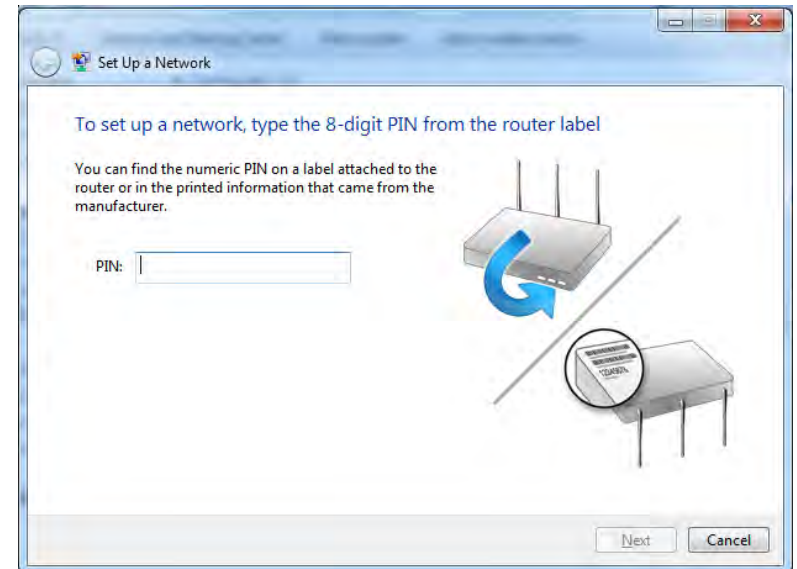 Set Up a Network
To set up a network, type the 8-digit PIN from the router label
You can find the numeric PIN on a label attached to the
router or in the printed information that came from the
manufacturer.
PIN:
Next
Cancel